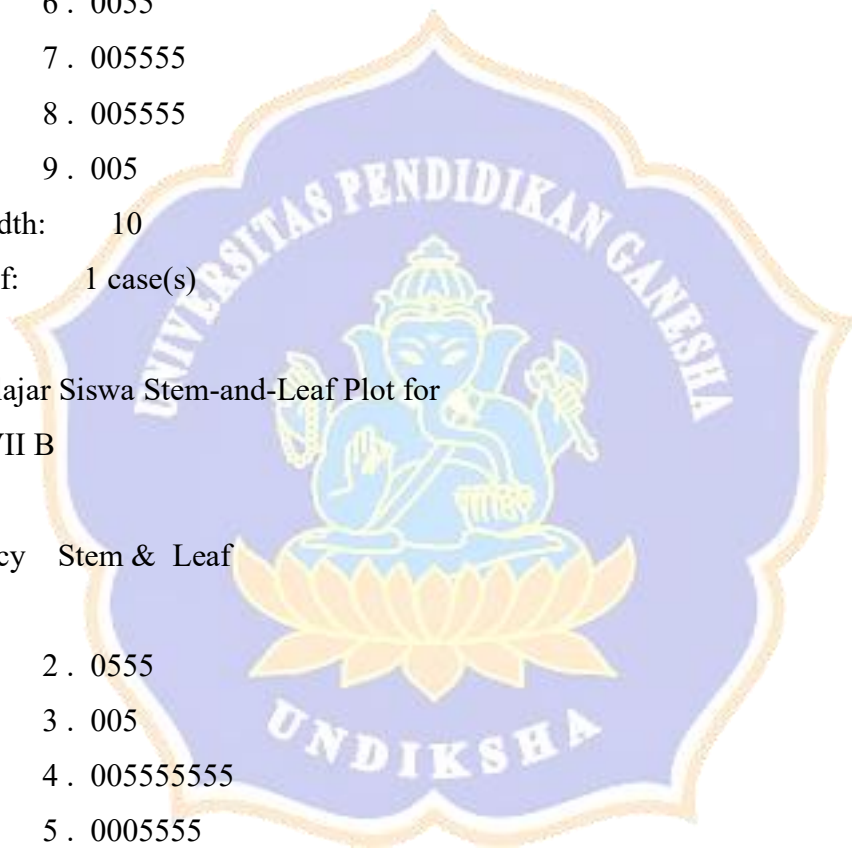 6 . 0055
7 . 005555
8 . 005555
9 . 005
dth: 10
f: 1 case(s)
ajar Siswa Stem-and-Leaf Plot for
VII B
cy Stem & Leaf
2 . 0555
3 . 005
4 . 005555555
5 . 0005555
UNIVERSITAS PENDIDIKAN GANESHA
UNDIKSHA